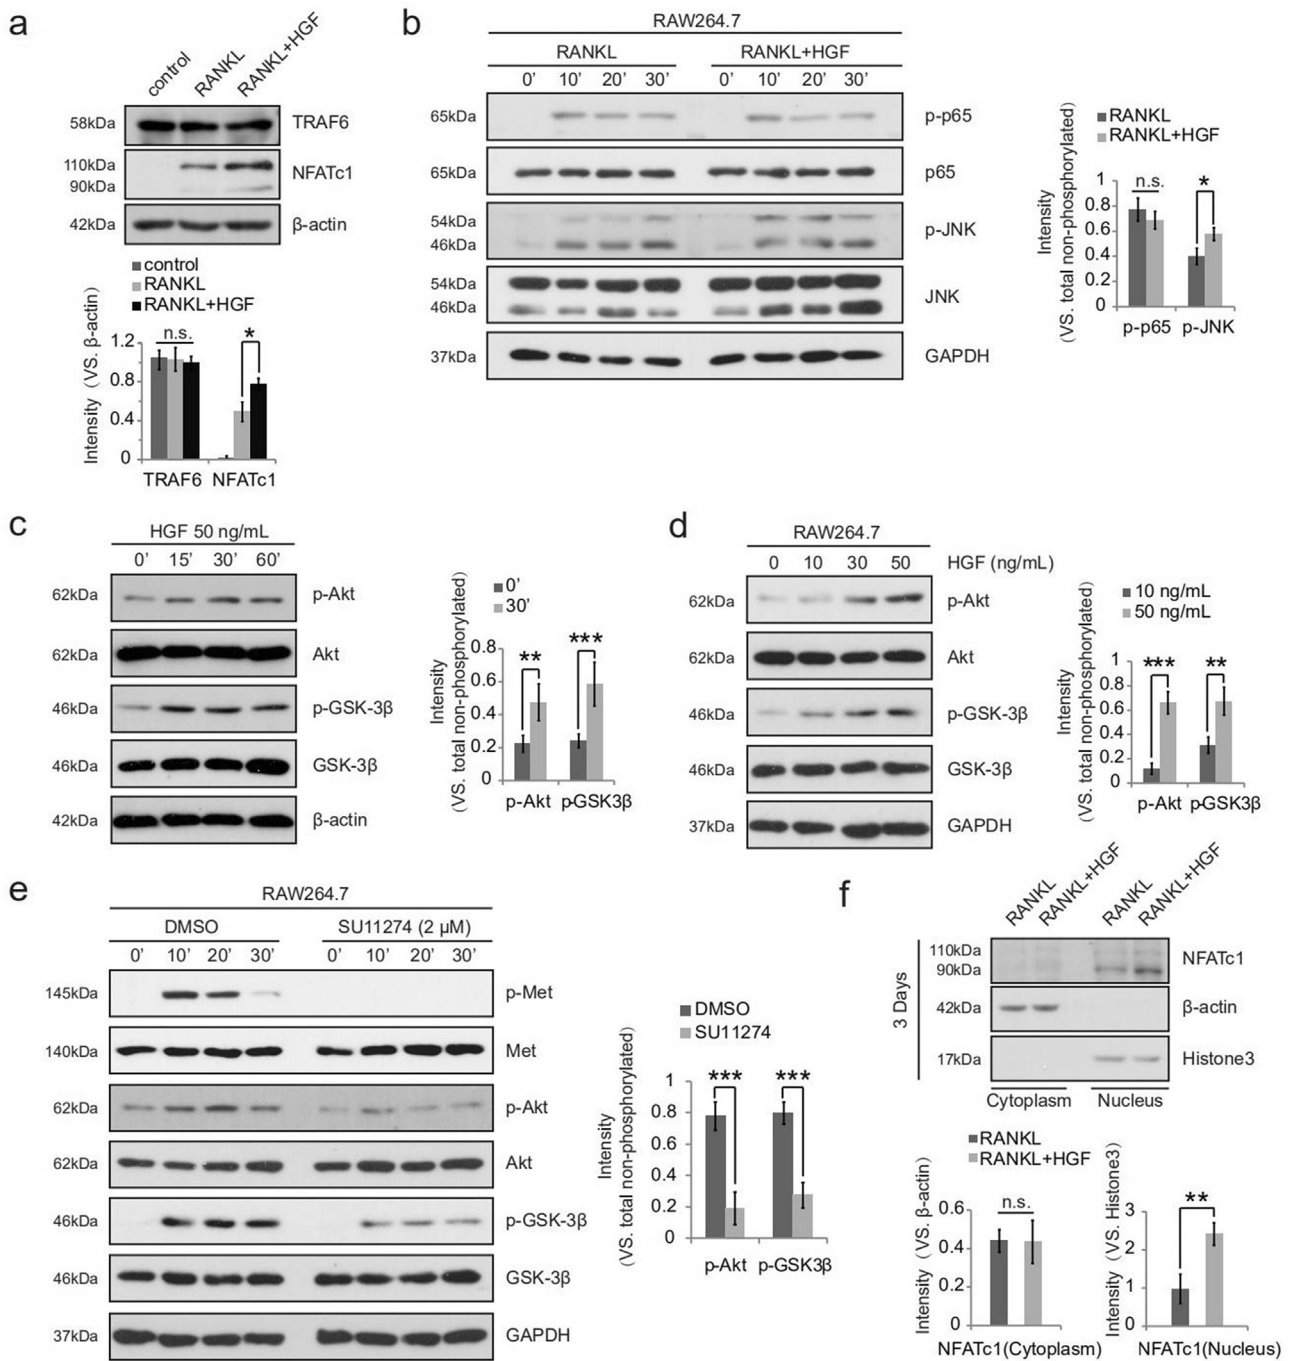 a
control RANKL RANKL+HGF
58kDa TRAF6
110kDa
90kDa NFATc1
42kDa β-actin
control
RANKL
RANKL+HGF
Intensity (VS. β-actin)
1.2
0.8
0.4
0
n.s. *
TRAF6 NFATc1
b
RAW264.7
RANKL RANKL+HGF
0' 10' 20' 30' 0' 10' 20' 30'
65kDa p-p65
65kDa p65
54kDa
46kDa p-JNK
54kDa
46kDa JNK
37kDa GAPDH
RANKL
RANKL+HGF
Intensity
(VS. total non-phosphorylated)
1
0.8
0.6
0.4
0.2
0
n.s. *
p-p65 p-JNK
c
HGF 50 ng/mL
0' 15' 30' 60'
62kDa p-Akt
62kDa Akt
46kDa p-GSK-3β
46kDa GSK-3β
42kDa β-actin
0'
30'
Intensity
(VS. total non-phosphorylated)
0.8
0.6
0.4
0.2
0
** ***
p-Akt p-GSK3β
d
RAW264.7
0 10 30 50 HGF (ng/mL)
62kDa p-Akt
62kDa Akt
46kDa p-GSK-3β
46kDa GSK-3β
37kDa GAPDH
10 ng/mL
50 ng/mL
Intensity
(VS. total non-phosphorylated)
1
0.8
0.6
0.4
0.2
0
*** **
p-Akt p-GSK3β
e
RAW264.7
DMSO SU11274 (2 μM)
0' 10' 20' 30' 0' 10' 20' 30'
145kDa p-Met
140kDa Met
62kDa p-Akt
62kDa Akt
46kDa p-GSK-3β
46kDa GSK-3β
37kDa GAPDH
DMSO
SU11274
Intensity
(VS. total non-phosphorylated)
1
0.8
0.6
0.4
0.2
0
*** ***
p-Akt p-GSK3β
f
RANKL RANKL+HGF RANKL RANKL+HGF
3 Days
110kDa
90kDa NFATc1
42kDa β-actin
17kDa Histone3
Cytoplasm Nucleus
RANKL
RANKL+HGF
Intensity (VS. β-actin)
0.6
0.4
0.2
0
n.s.
NFATc1(Cytoplasm)
Intensity (VS. Histone3)
3
2
1
0
**
NFATc1(Nucleus)